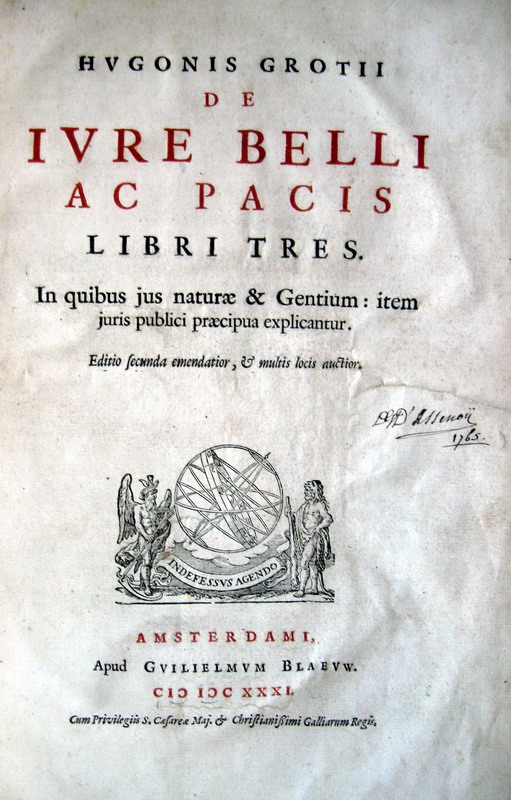 HVGONIS GROTII
DE
IVRE BELLI
AC PACIS
LIBRI TRES.
In quibus jus naturæ & Gentium: item
juris publici præcipua explicantur.
Editio ſecunda emendatior, & multis locis auctior.
1765.
INDEFESSVS AGENDO
AMSTERDAMI,
Apud GVILIELMVM BLAEVW.
CIↃ IↃC XXXI.
Cum Privilegiis S. Cæſareæ Maj. & Chriſtianiſſimi Galliarum Regis.